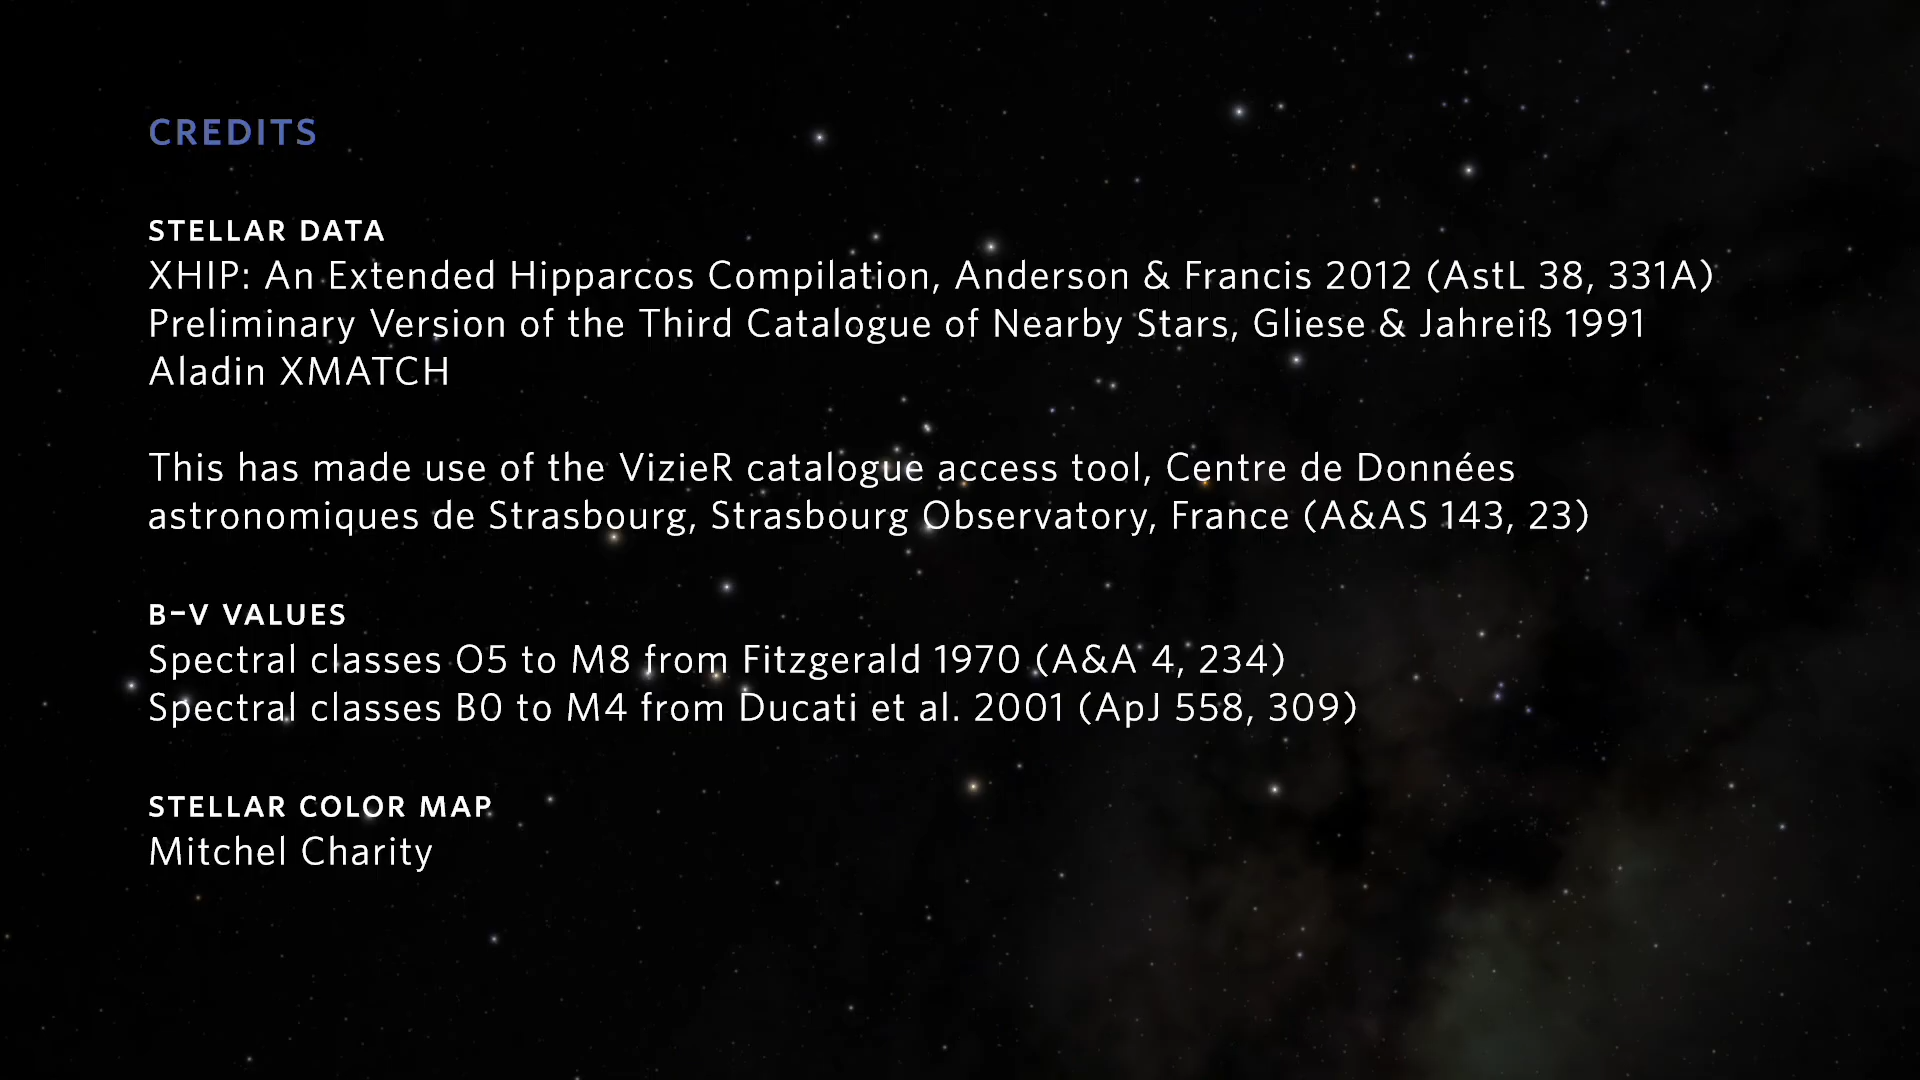 CREDITS
STELLAR DATA
XHIP: An Extended Hipparcos Compilation, Anderson & Francis 2012 (AstL 38, 331A)
Preliminary Version of the Third Catalogue of Nearby Stars, Gliese & Jahreiß 1991
Aladin XMATCH
This has made use of the VizieR catalogue access tool, Centre de Données
astronomiques de Strasbourg, Strasbourg Observatory, France (A&AS 143, 23)
B–V VALUES
Spectral classes O5 to M8 from Fitzgerald 1970 (A&A 4, 234)
Spectral classes B0 to M4 from Ducati et al. 2001 (ApJ 558, 309)
STELLAR COLOR MAP
Mitchel Charity